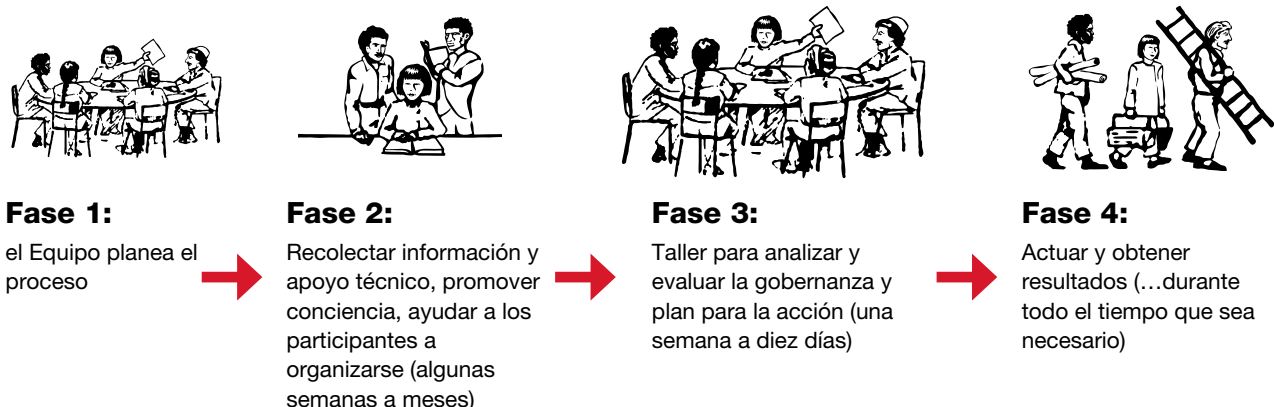 Fase 1:
el Equipo planea el
proceso
Fase 2:
Recolectar información y
apoyo técnico, promover
conciencia, ayudar a los
participantes a
organizarse (algunas
semanas a meses)
Fase 3:
Taller para analizar y
evaluar la gobernanza y
plan para la acción (una
semana a diez días)
Fase 4:
Actuar y obtener
resultados (…durante
todo el tiempo que sea
necesario)